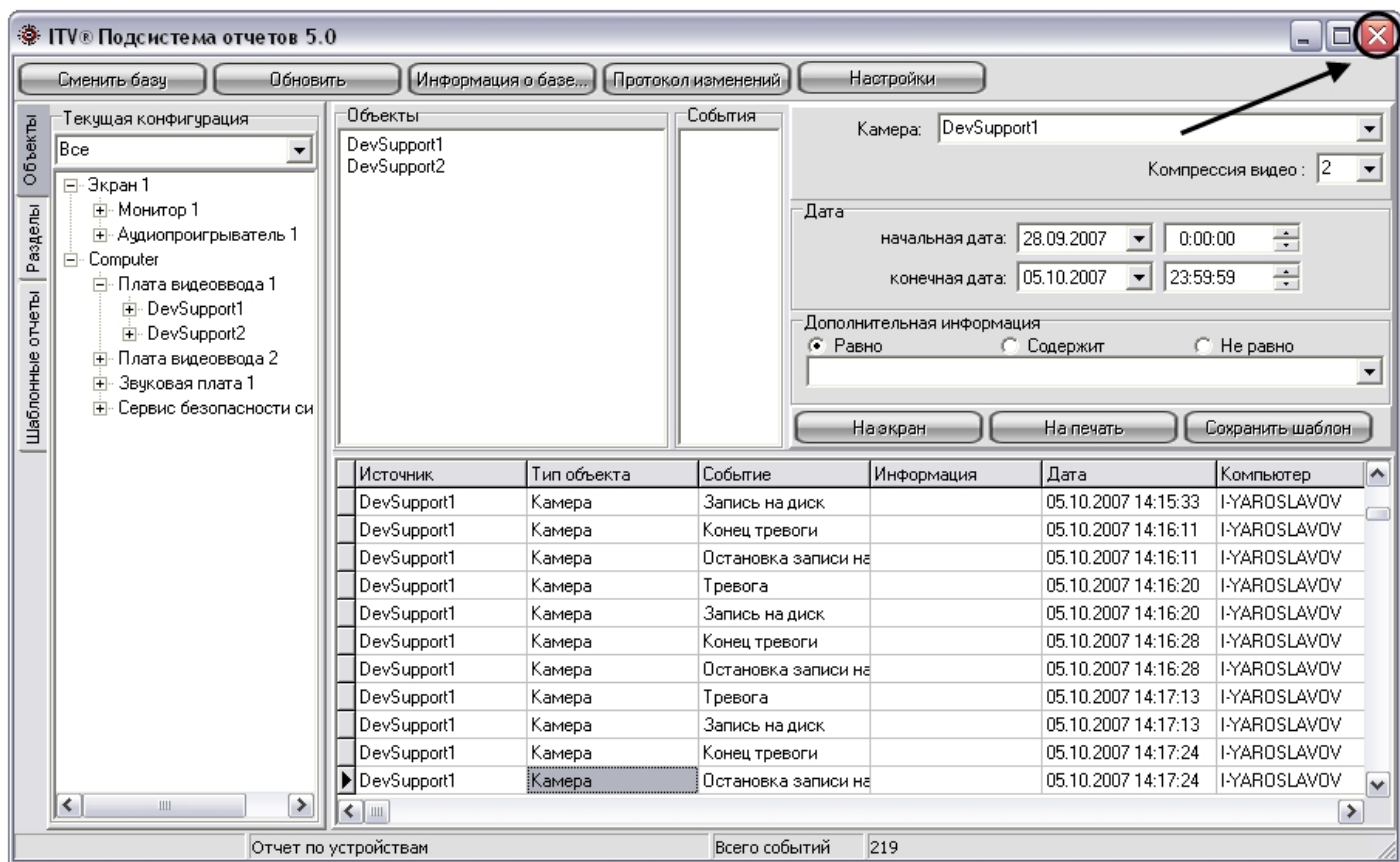 ITV® Подсистема отчетов 5.0
Сменить базу Обновить Информация о базе... Протокол изменений Настройки
Объекты
Разделы
Шаблонные отчеты
Текущая конфигурация
Все
Экран 1
Монитор 1
Аудиопроигрыватель 1
Computer
Плата видеоввода 1
DevSupport1
DevSupport2
Плата видеоввода 2
Звуковая плата 1
Сервис безопасности си
Объекты
DevSupport1
DevSupport2
События
Камера: DevSupport1
Компрессия видео : 2
Дата
начальная дата: 28.09.2007 0:00:00
конечная дата: 05.10.2007 23:59:59
Дополнительная информация
Равно Содержит Не равно
На экран На печать Сохранить шаблон
Источник Тип объекта Событие Информация Дата Компьютер
DevSupport1 Камера Запись на диск 05.10.2007 14:15:33 I-YAROSLAVOV
DevSupport1 Камера Конец тревоги 05.10.2007 14:16:11 I-YAROSLAVOV
DevSupport1 Камера Остановка записи на 05.10.2007 14:16:11 I-YAROSLAVOV
DevSupport1 Камера Тревога 05.10.2007 14:16:20 I-YAROSLAVOV
DevSupport1 Камера Запись на диск 05.10.2007 14:16:20 I-YAROSLAVOV
DevSupport1 Камера Конец тревоги 05.10.2007 14:16:28 I-YAROSLAVOV
DevSupport1 Камера Остановка записи на 05.10.2007 14:16:28 I-YAROSLAVOV
DevSupport1 Камера Тревога 05.10.2007 14:17:13 I-YAROSLAVOV
DevSupport1 Камера Запись на диск 05.10.2007 14:17:13 I-YAROSLAVOV
DevSupport1 Камера Конец тревоги 05.10.2007 14:17:24 I-YAROSLAVOV
DevSupport1 Камера Остановка записи на 05.10.2007 14:17:24 I-YAROSLAVOV
Отчет по устройствам Всего событий 219